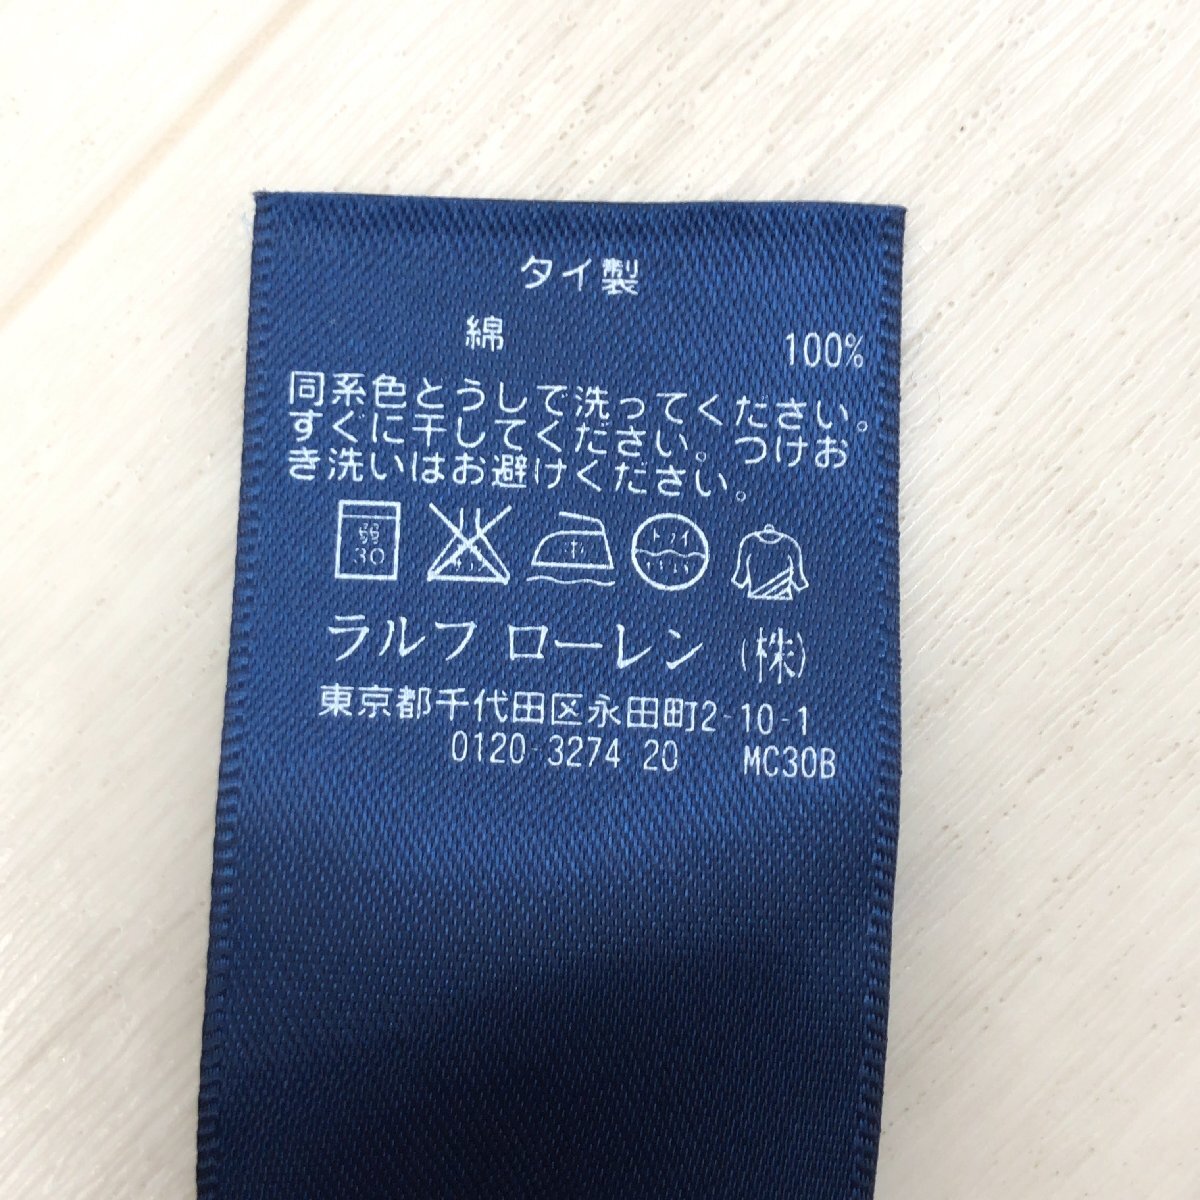 タイ製
綿 100%
同系色とうしで洗ってください。
すぐに干してください。つけお
き洗いはお避けください。
弱 30 ドライ
ラルフ ローレン (株)
東京都千代田区永田町2-10-1
0120-3274 20 MC30B